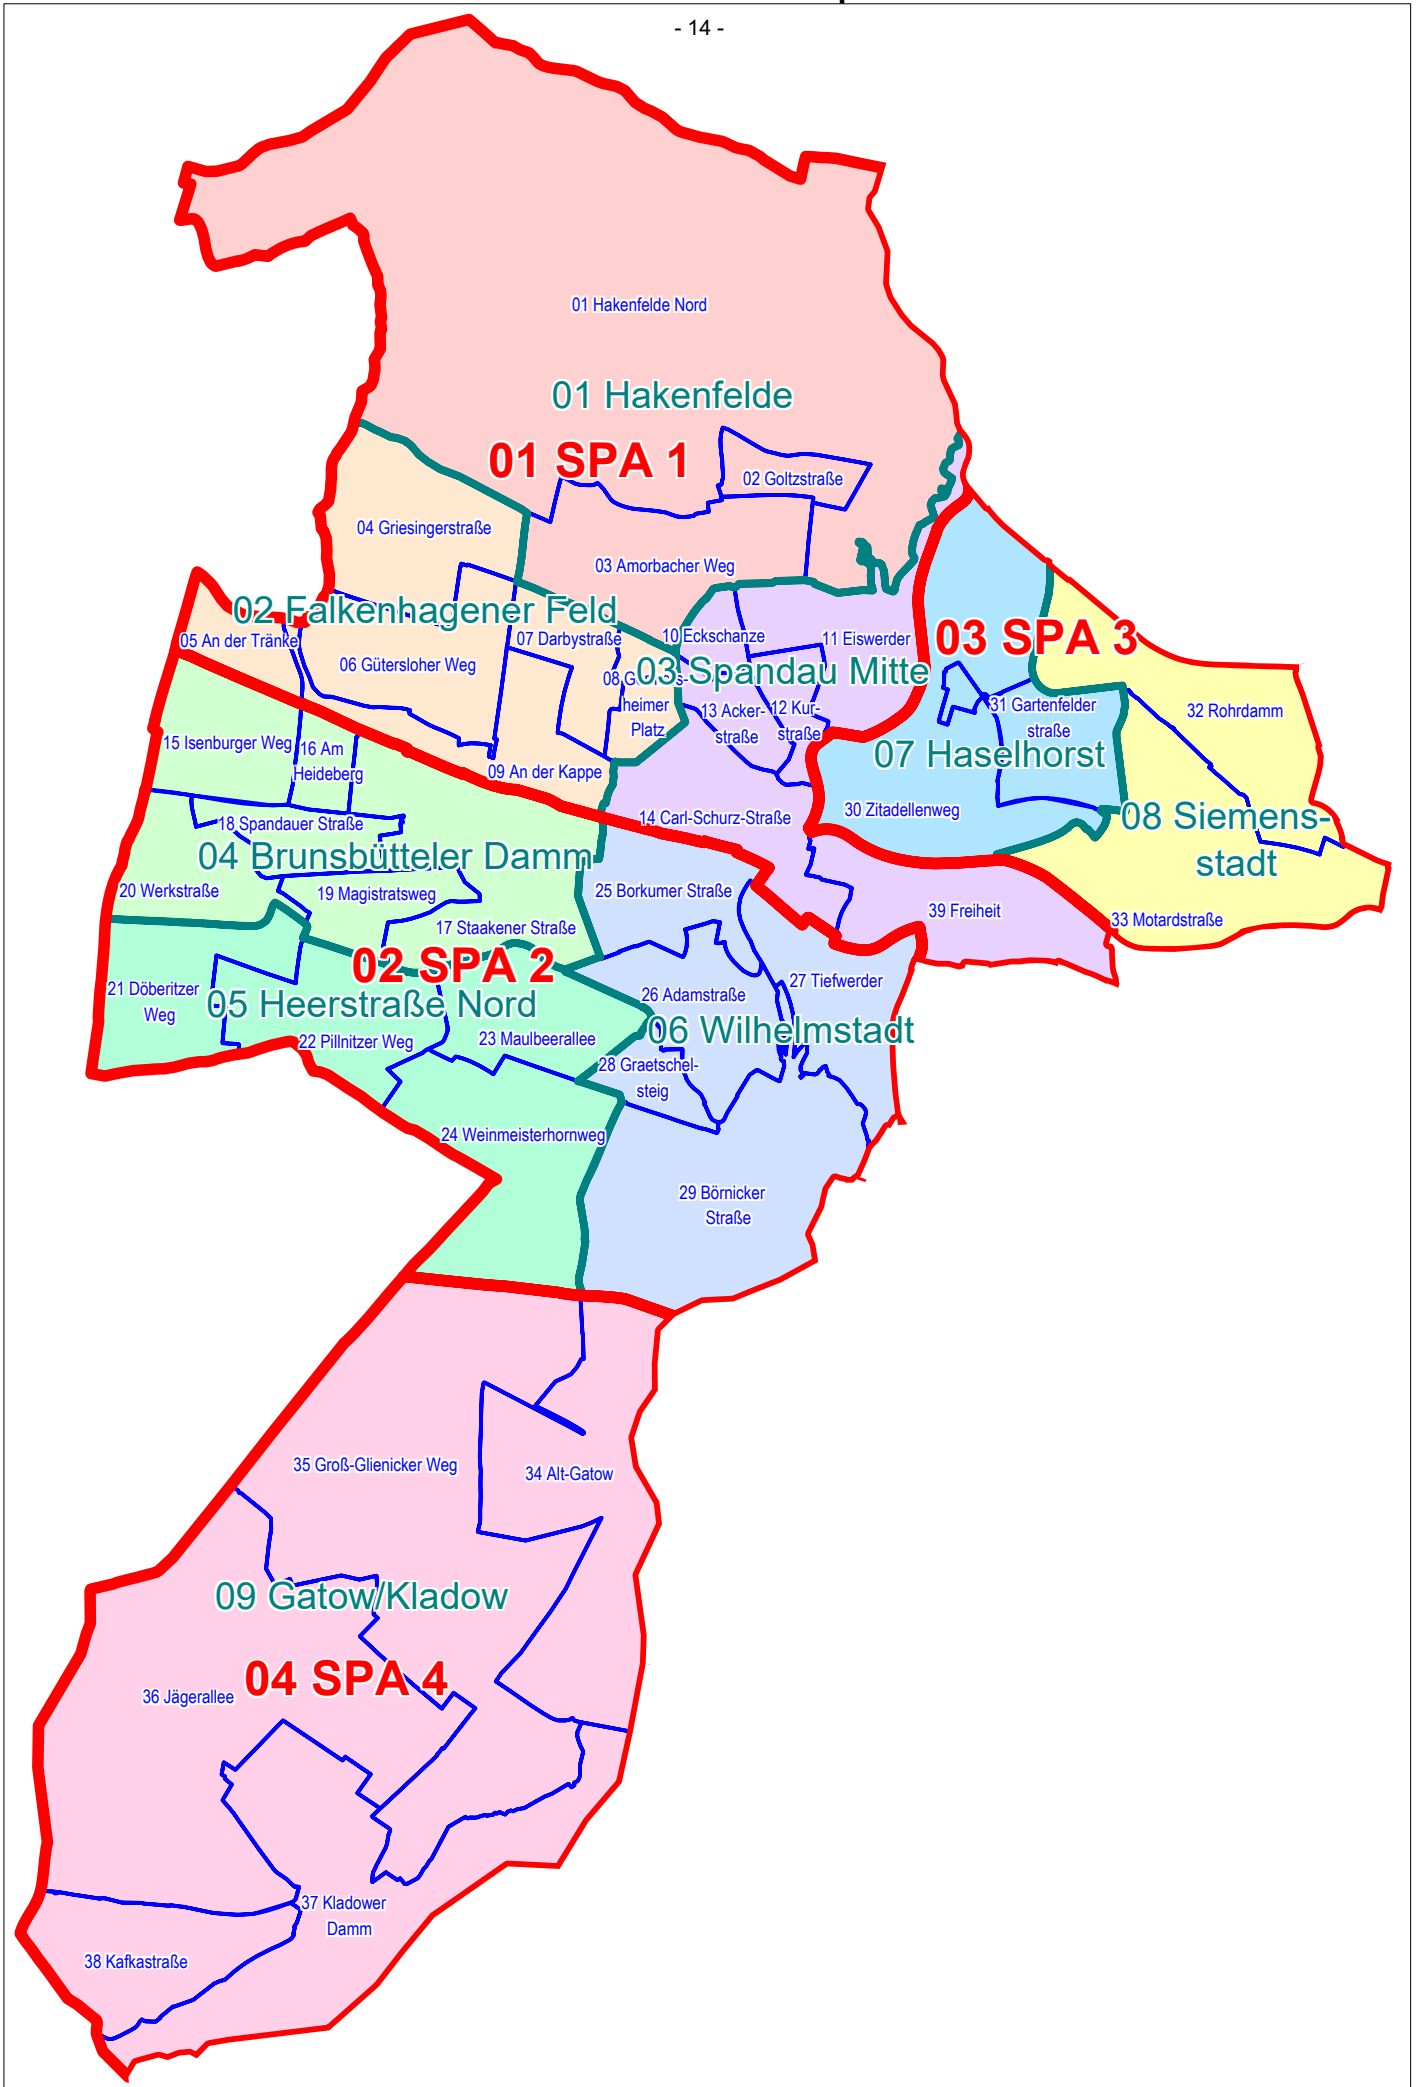 - 14 -
01 Hakenfelde Nord
01 Hakenfelde
01 SPA 1
02 Goltzstraße
04 Griesingerstraße
03 Amorbacher Weg
02 Falkenhagener Feld
05 An der Tränke
06 Gütersloher Weg
07 Darbystraße
heimer
Platz
09 An der Kappe
10 Eckschanze
11 Eiswerder
03 Spandau Mitte
13 Acker-
straße
12 Kur-
straße
14 Carl-Schurz-Straße
03 SPA 3
31 Gartenfelder
straße
07 Haselhorst
30 Zitadellenweg
32 Rohrdamm
08 Siemens-
stadt
33 Motardstraße
39 Freiheit
15 Isenburger Weg
16 Am
Heideberg
18 Spandauer Straße
04 Brunsbütteler Damm
20 Werkstraße
19 Magistratsweg
17 Staakener Straße
02 SPA 2
21 Döberitzer
Weg
05 Heerstraße Nord
22 Pillnitzer Weg
23 Maulbeerallee
24 Weinmeisterhornweg
25 Borkumer Straße
26 Adamstraße
27 Tiefwerder
06 Wilhelmstadt
28 Graetschel-
steig
29 Börnicker
Straße
35 Groß-Glienicker Weg
34 Alt-Gatow
09 Gatow/Kladow
04 SPA 4
36 Jägerallee
37 Kladower
Damm
38 Kafkastraße